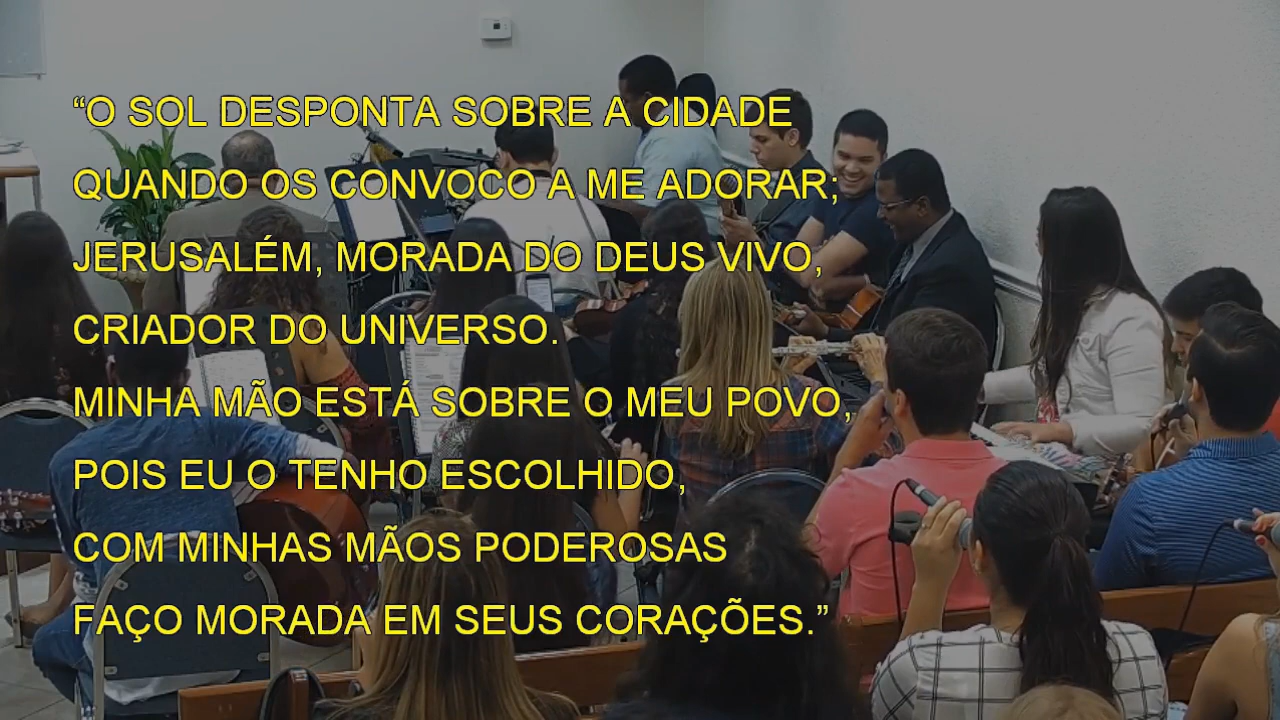 “O SOL DESPONTA SOBRE A CIDADE
QUANDO OS CONVOCO A ME ADORAR;
JERUSALÉM, MORADA DO DEUS VIVO,
CRIADOR DO UNIVERSO.
MINHA MÃO ESTÁ SOBRE O MEU POVO,
POIS EU O TENHO ESCOLHIDO,
COM MINHAS MÃOS PODEROSAS
FAÇO MORADA EM SEUS CORAÇÕES.”